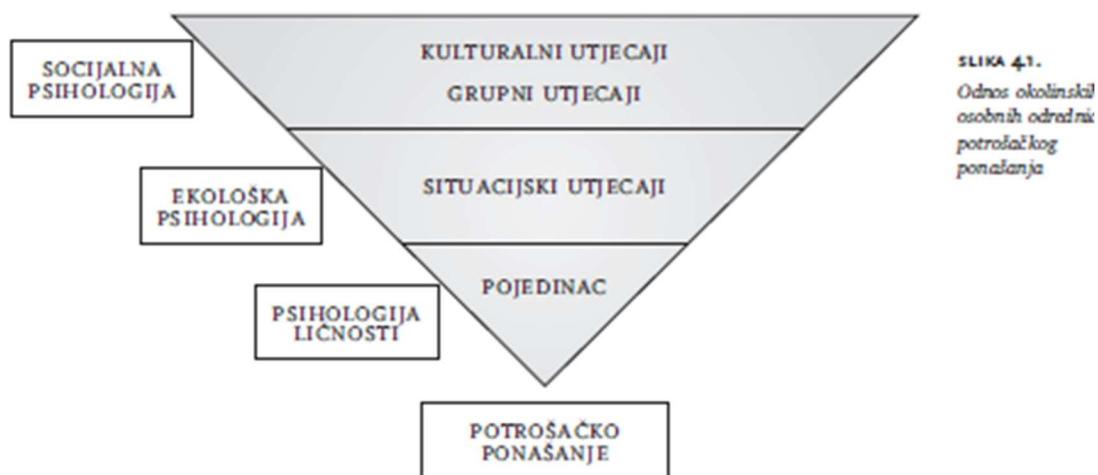 KULTURALNI UTJECAJI
GRUPNI UTJECAJI
SOCIJALNA
PSIHOLOGIJA
SITUACIJSKI UTJECAJI
EKOLOŠKA
PSIHOLOGIJA
POJEDINAC
PSIHOLOGIJA
LIČNOSTI
POTROŠAČKO
PONAŠANJE
SLIKA 4.1.
Odnos
osobnih
potrošačkog
ponašanja